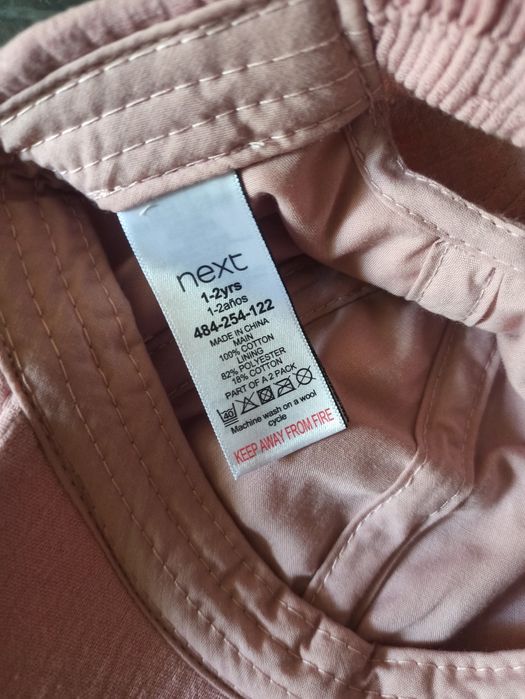 next
1-2yrs
1-2años
484-254-122
MADE IN CHINA
MAIN
100% COTTON
LINING
82% POLYESTER
18% COTTON
PART OF A 2 PACK
40
Machine wash on a wool
cycle
KEEP AWAY FROM FIRE